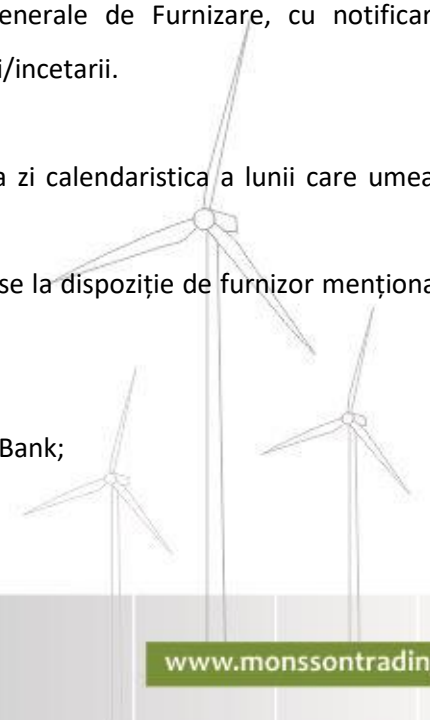 enerale de Furnizare, cu notificar
i/incetarii.
a zi calendaristica a lunii care umea
se la dispoziție de furnizor menționa
Bank;
www.monssontradin